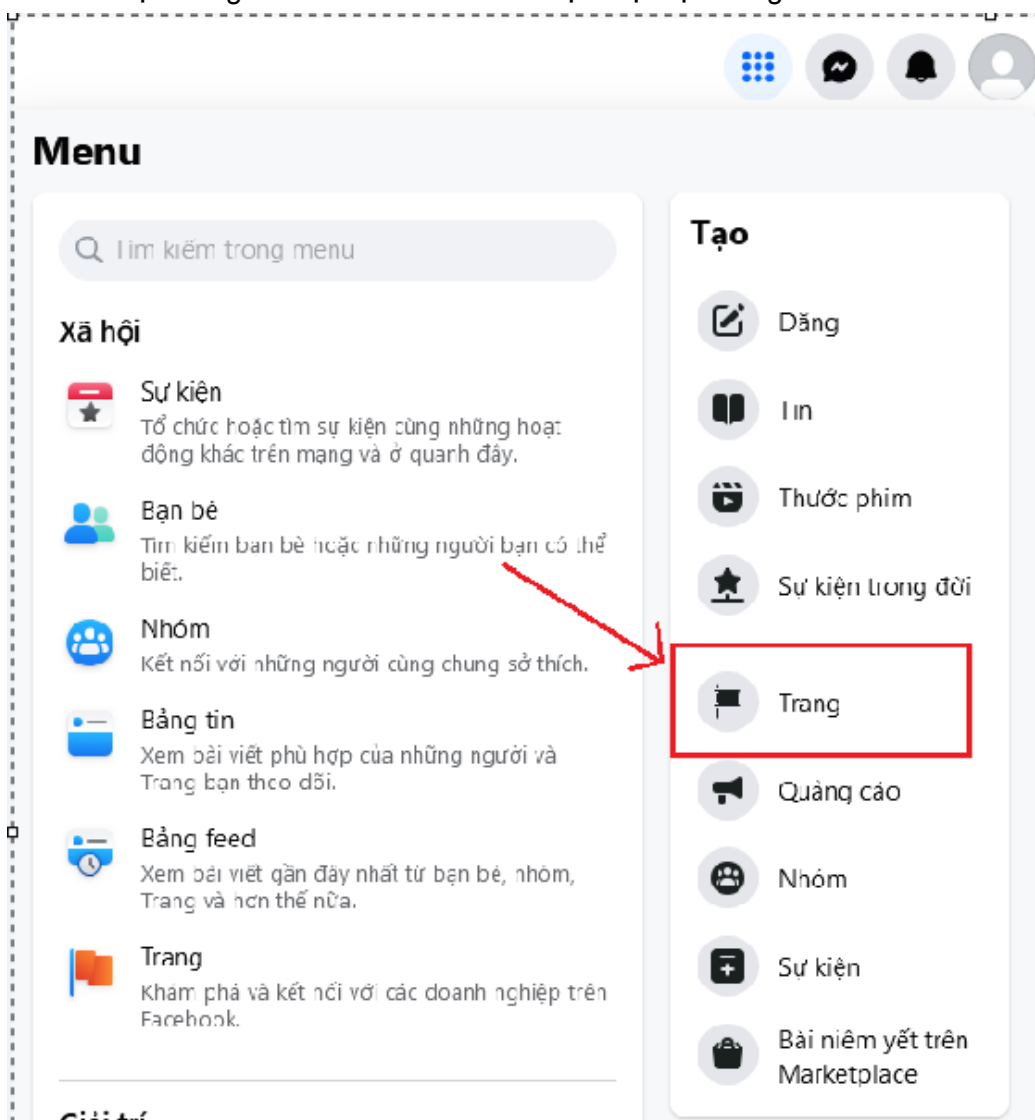 Menu
Tìm kiếm trong menu
Xã hội
Sự kiện
Tổ chức hoặc tìm sự kiện cùng những hoạt
động khác trên mạng và ở quanh đây.
Bạn bè
Tìm kiếm bạn bè hoặc những người bạn có thể
biết.
Nhóm
Kết nối với những người cùng chung sở thích.
Bảng tin
Xem bài viết phù hợp của những người và
Trang bạn theo dõi.
Bảng feed
Xem bài viết gần đây nhất từ bạn bè, nhóm,
Trang và hơn thế nữa.
Trang
Khám phá và kết nối với các doanh nghiệp trên
Facebook.
Giải trí
Tạo
Đăng
Tin
Thước phim
Sự kiện trong đời
Trang
Quảng cáo
Nhóm
Sự kiện
Bài niêm yết trên
Marketplace